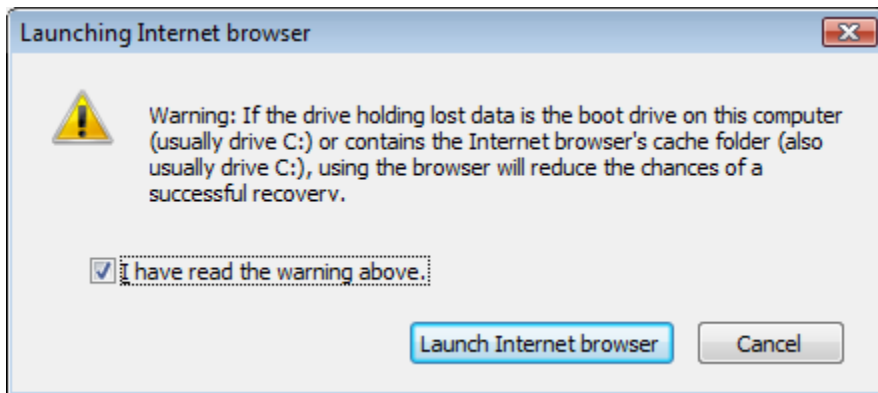 Launching Internet browser
Warning: If the drive holding lost data is the boot drive on this computer
(usually drive C:) or contains the Internet browser's cache folder (also
usually drive C:), using the browser will reduce the chances of a
successful recovery.
I have read the warning above.
Launch Internet browser
Cancel